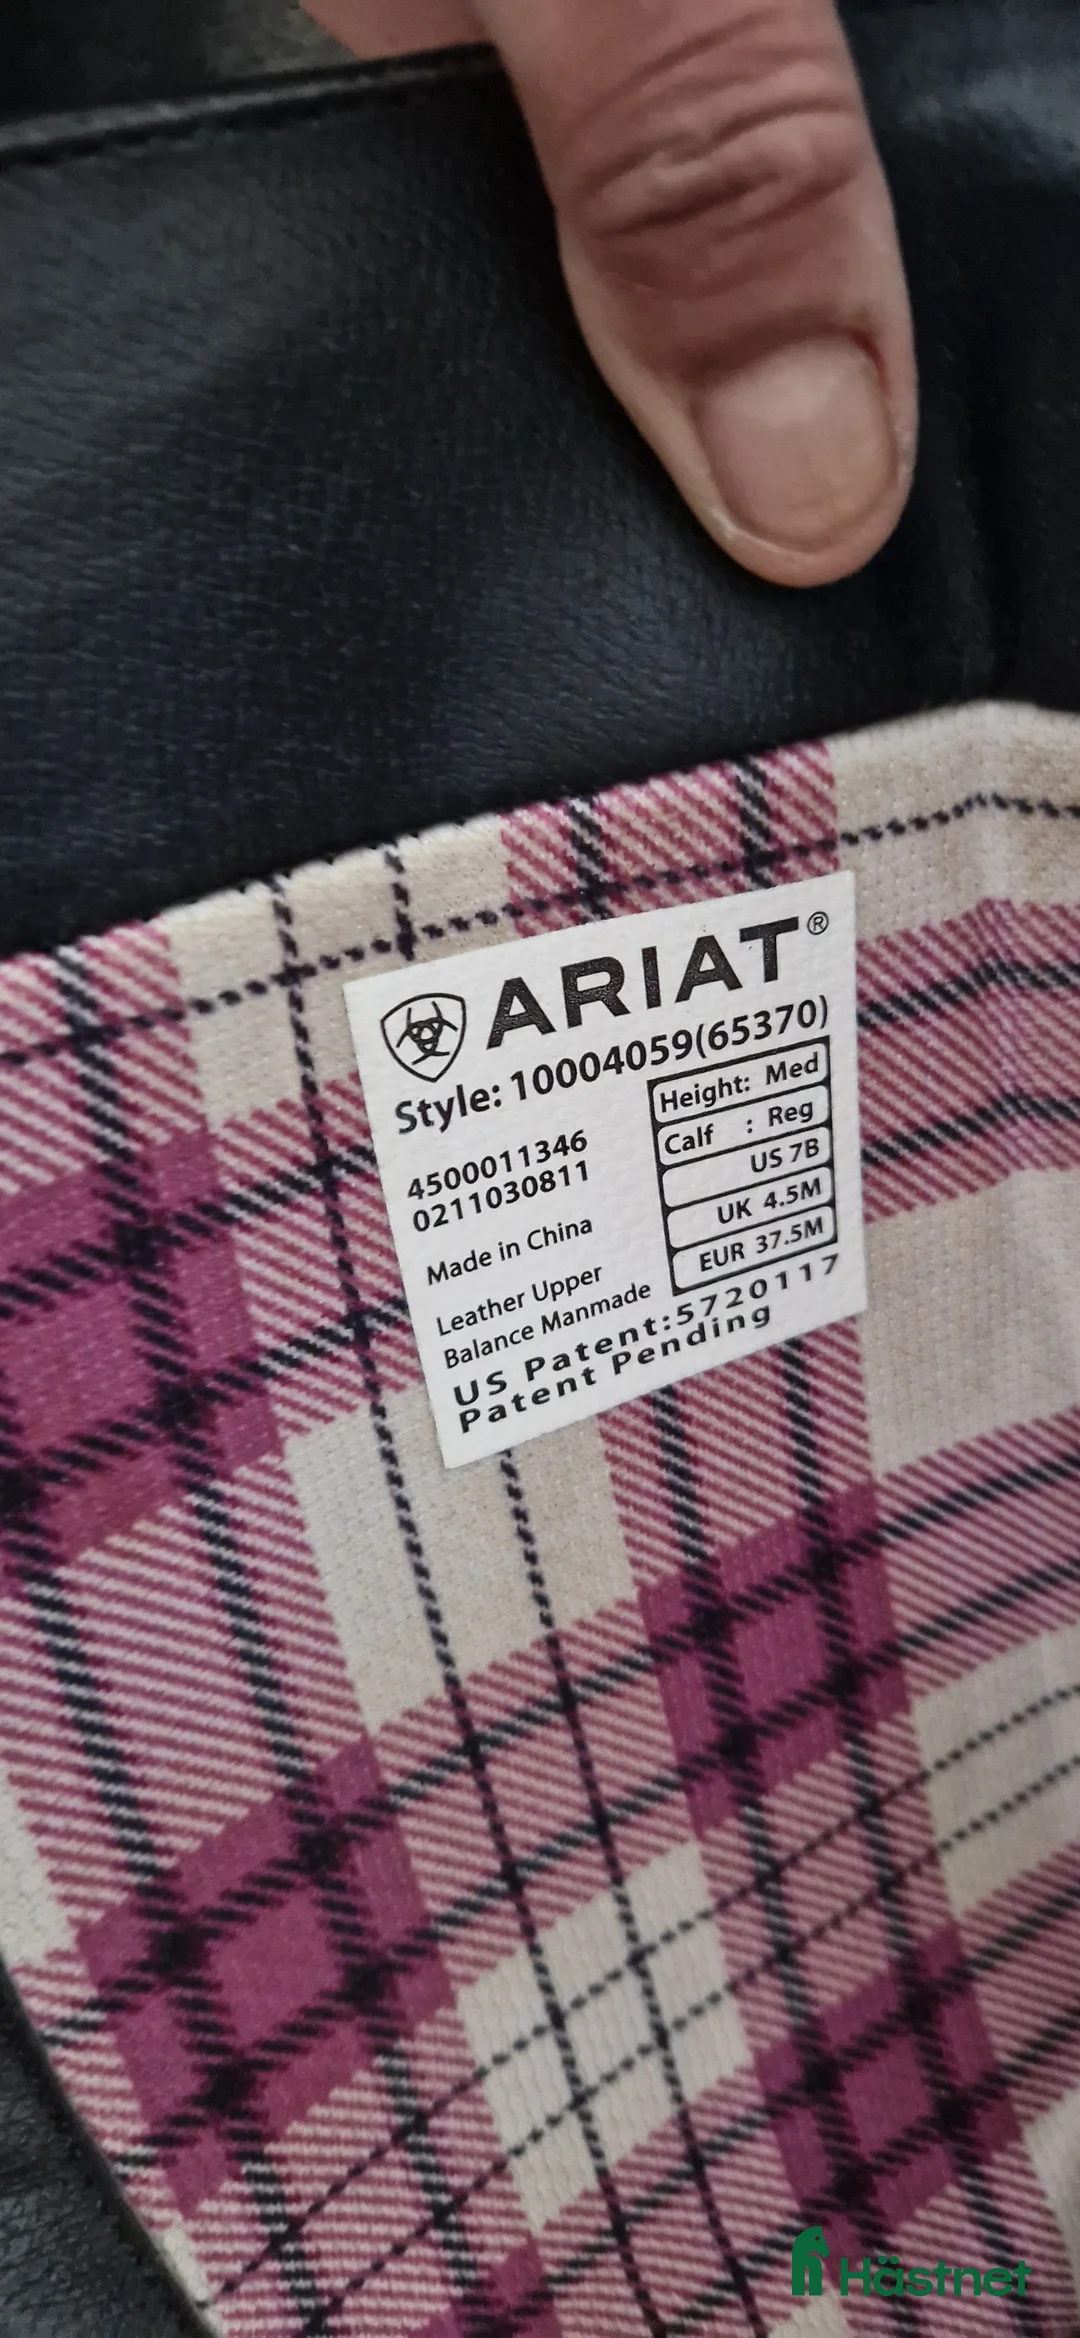 ARIAT®
Style: 10004059(65370)
4500011346
0211030811
Made in China
Leather Upper
Balance Manmade
Height: Med
Calf : Reg
US 7B
UK 4.5M
EUR 37.5M
US Patent:5720117
Patent Pending
Hästnet